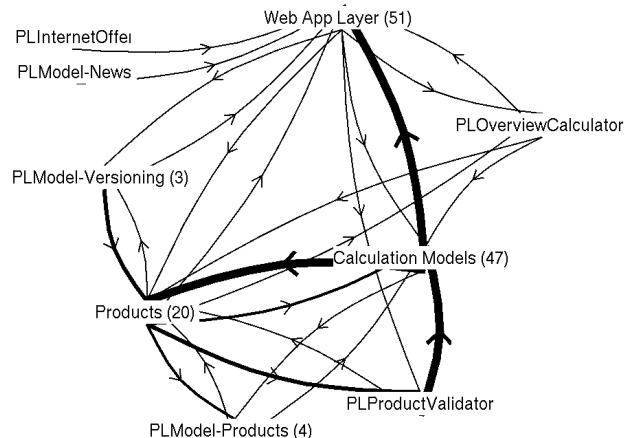 Web App Layer (51)
PLInternetOffer
PLModel-News
PLOverviewCalculator
PLModel-Versioning (3)
Calculation Models (47)
Products (20)
PLProductValidator
PLModel-Products (4)